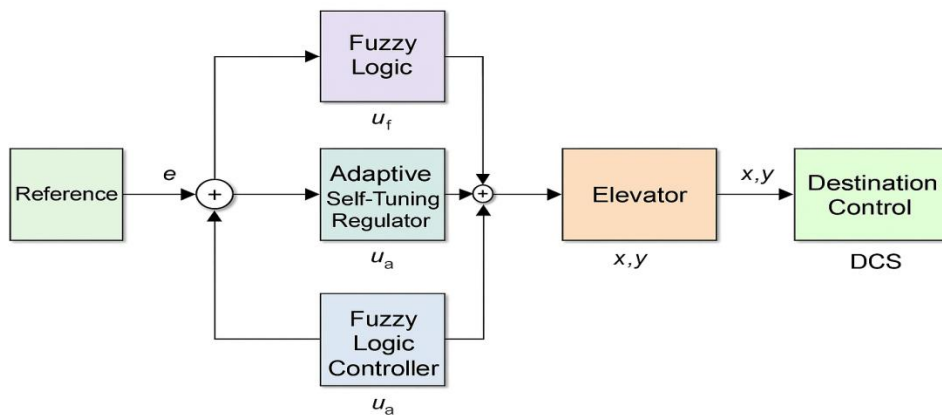 Fuzzy
Logic
u_f
Reference
e
+
Adaptive
Self-Tuning
Regulator
u_a
+
Elevator
x,y
x,y
Destination
Control
DCS
Fuzzy
Logic
Controller
u_a